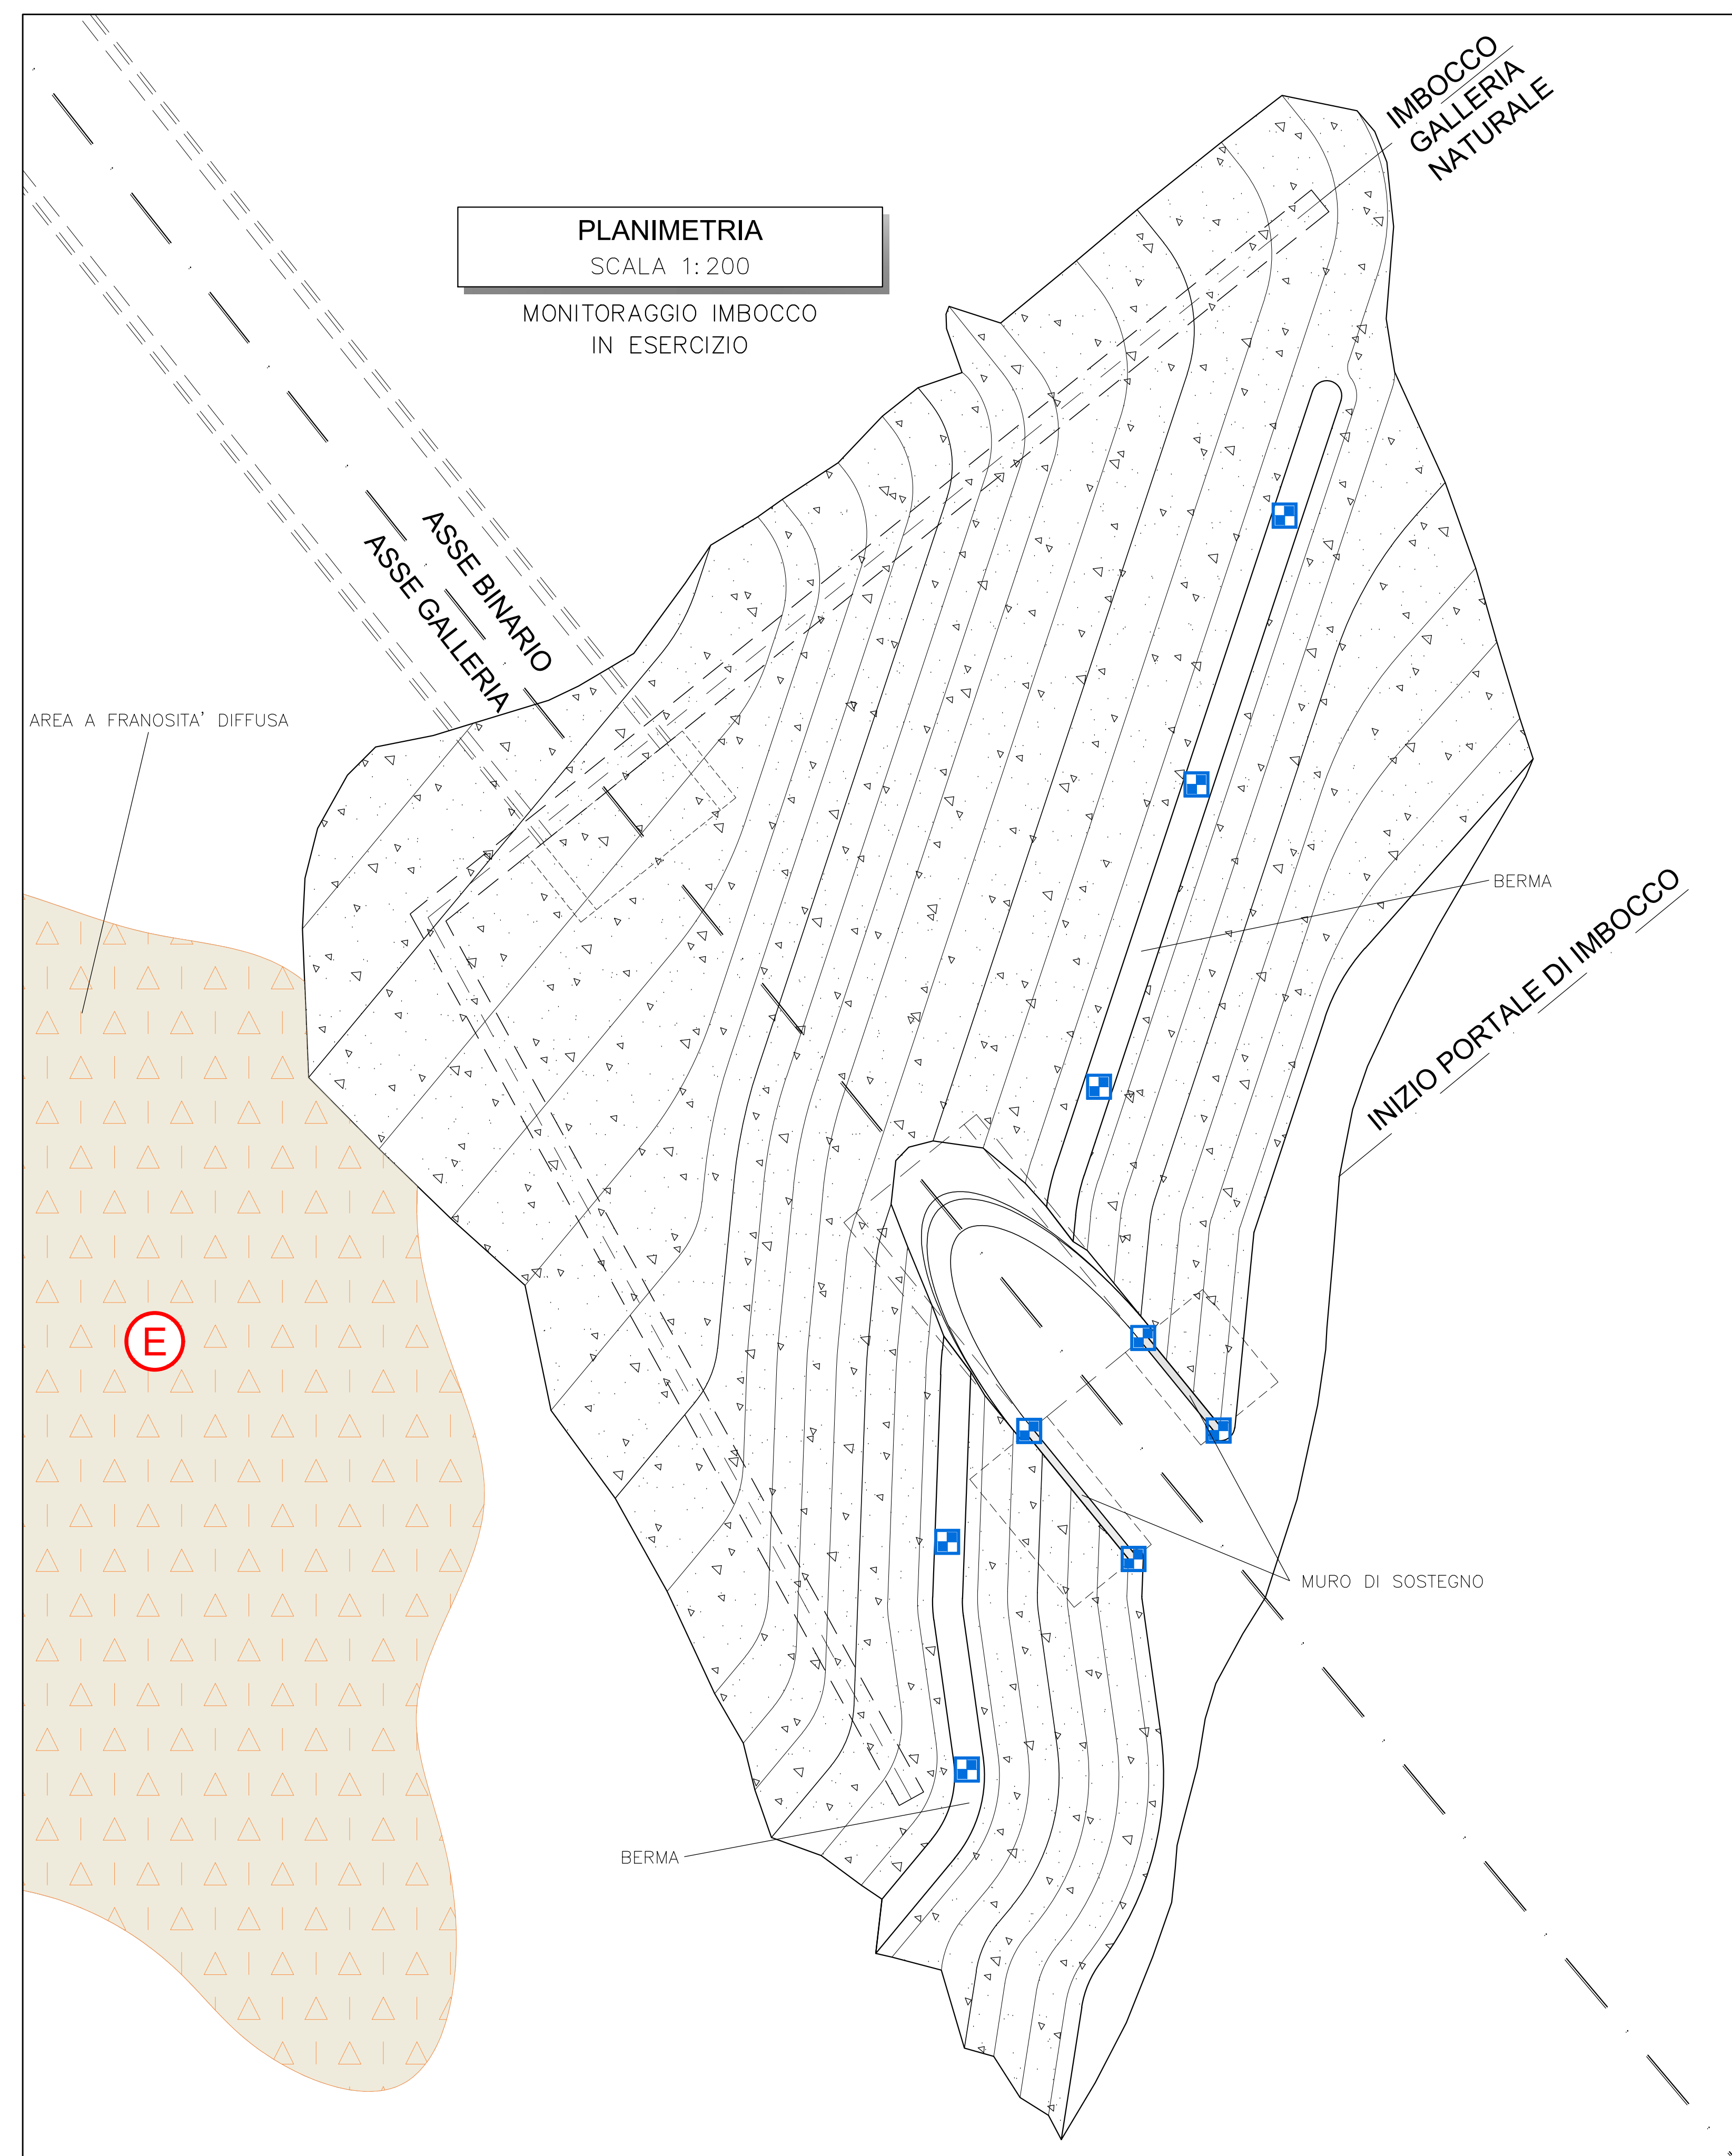 IMBOCCO
GALLERIA
NATURALE
PLANIMETRIA
SCALA 1:200
MONITORAGGIO IMBOCCO
IN ESERCIZIO
ASSE BINARIO
ASSE GALLERIA
AREA A FRANOSITA' DIFFUSA
BERMA
INIZIO PORTALE DI IMBOCCO
E
MURO DI SOSTEGNO
BERMA